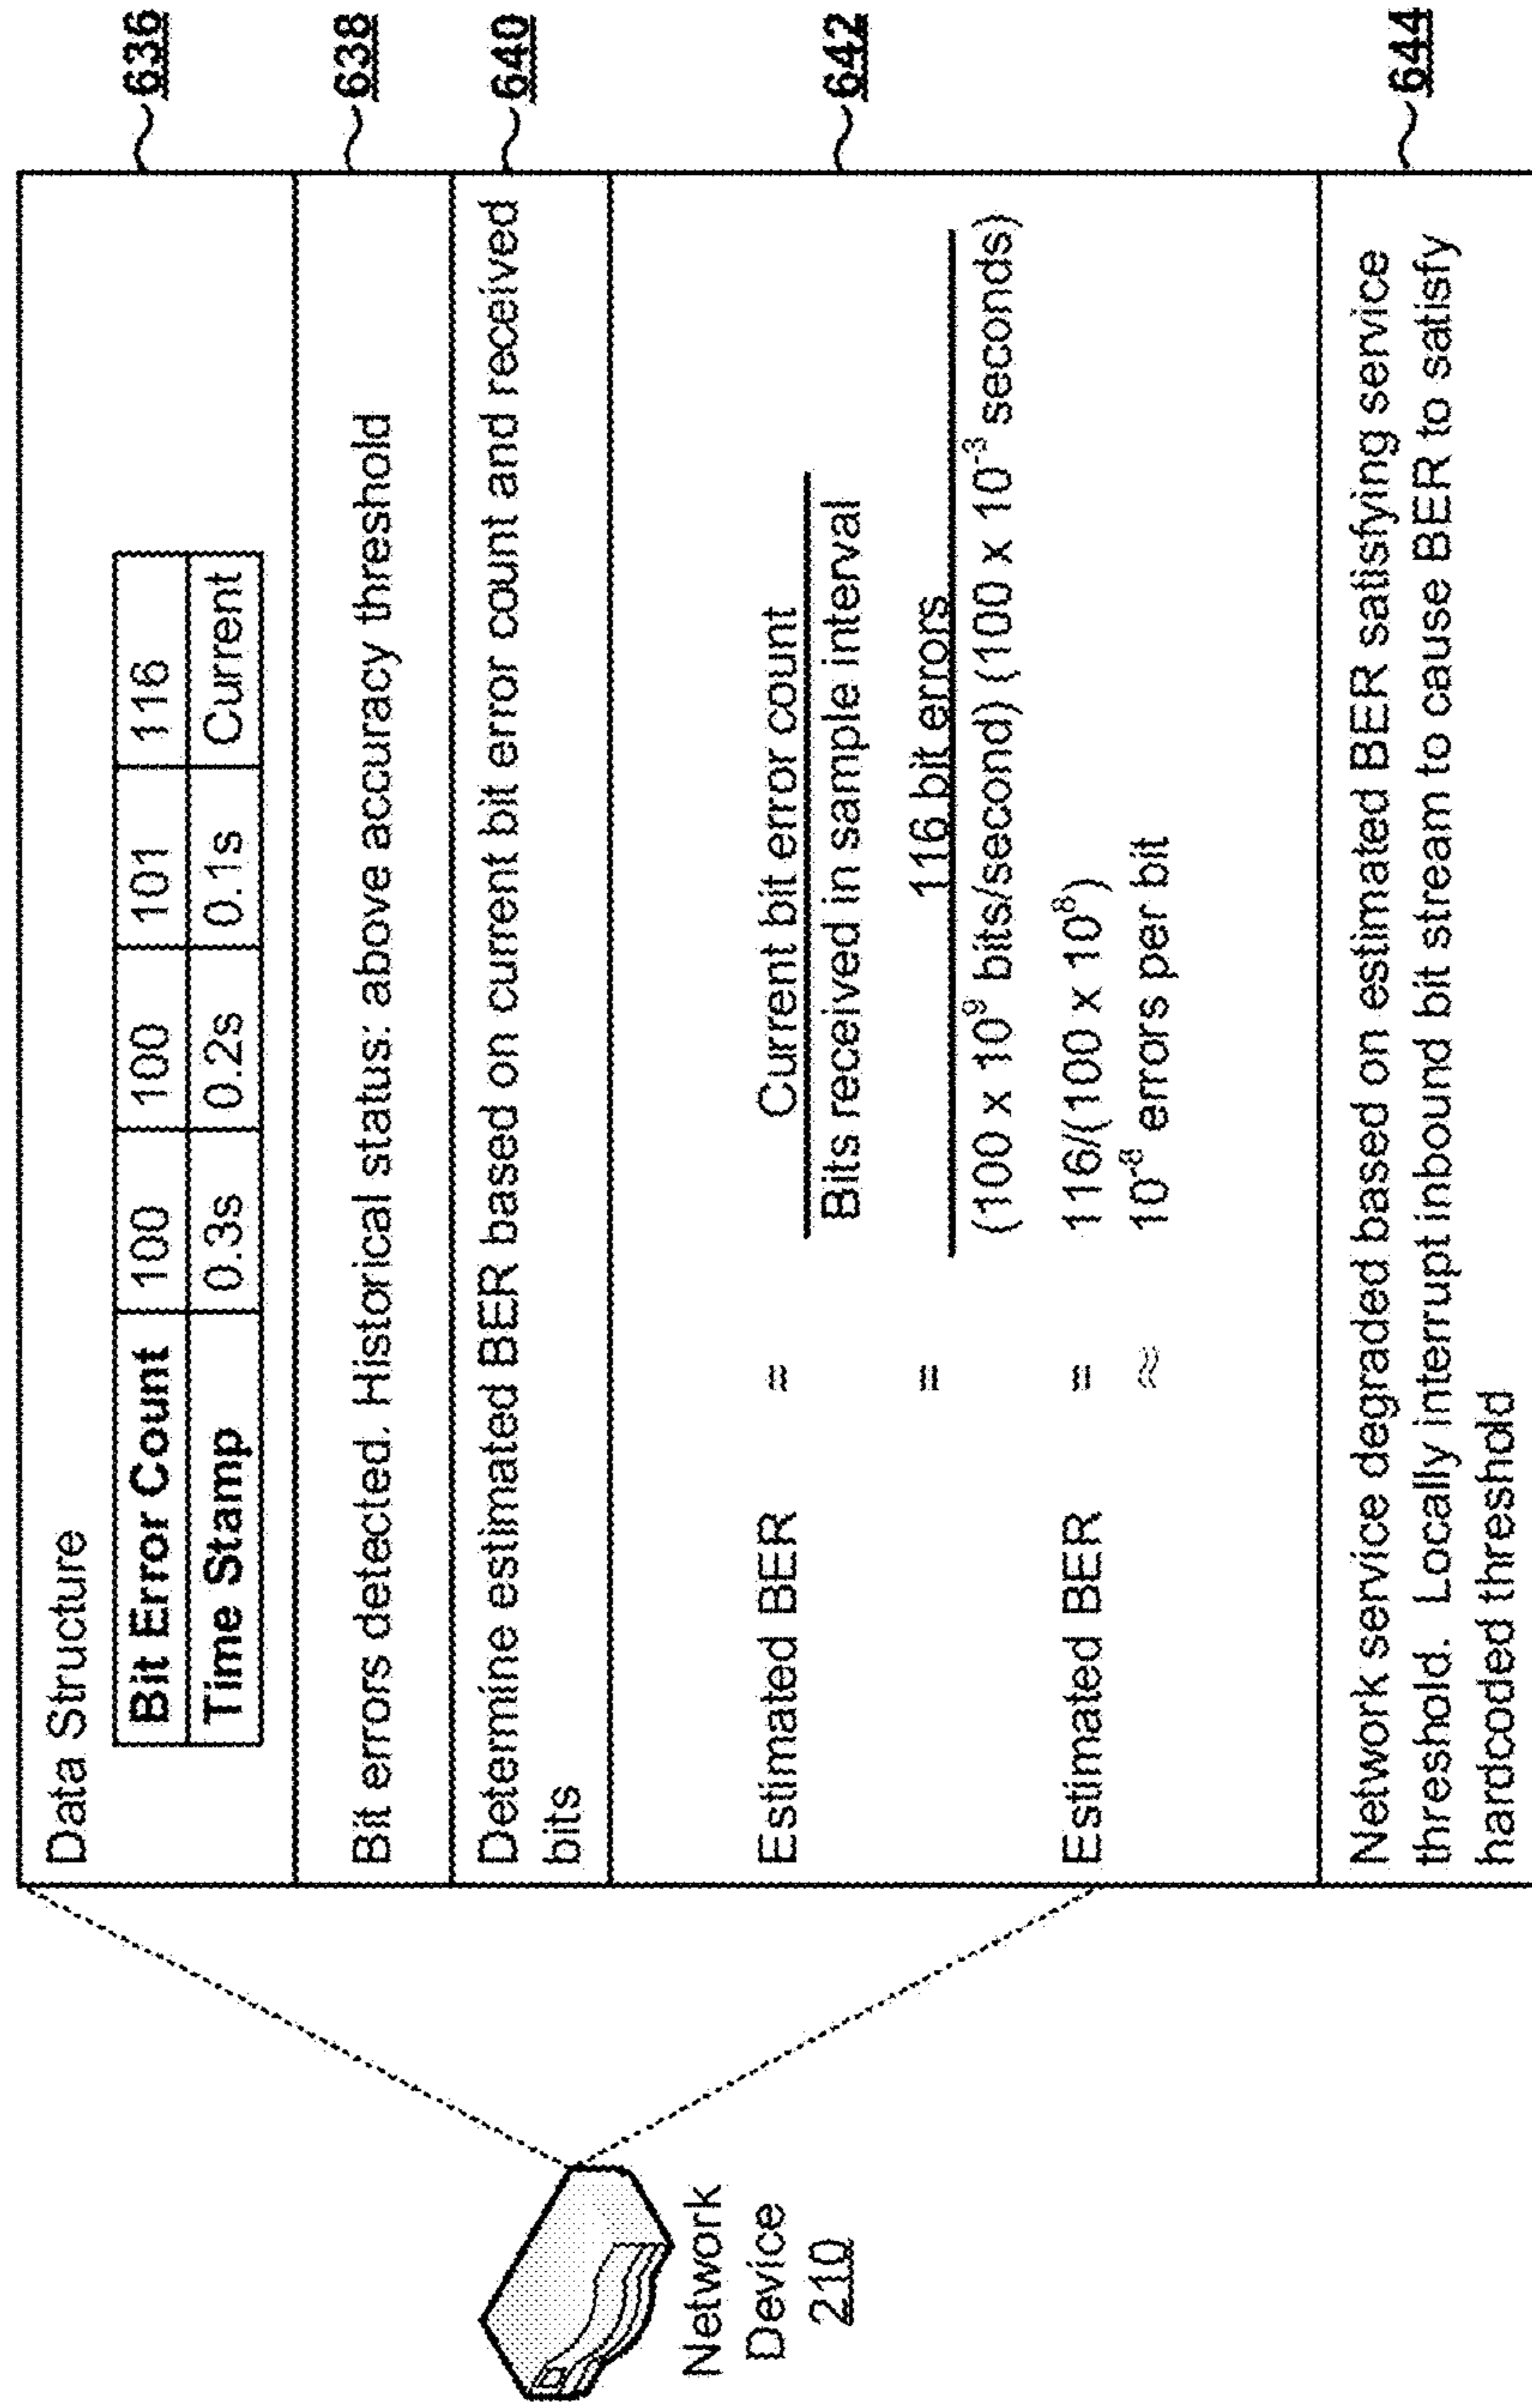 Network
Device
210
Data Structure
Bit Error Count 100 100 101 116
Time Stamp 0.3s 0.2s 0.1s Current
636
Bit errors detected. Historical status: above accuracy threshold
638
Determine estimated BER based on current bit error count and received
bits
640
Estimated BER = Current bit error count
Bits received in sample interval
= 116 bit errors
(100 x 10⁹ bits/second) (100 x 10⁻³ seconds)
Estimated BER = 116/(100 x 10⁸)
≈ 10⁻⁸ errors per bit
642
Network service degraded based on estimated BER satisfying service
threshold. Locally interrupt inbound bit stream to cause BER to satisfy
hardcoded threshold
644